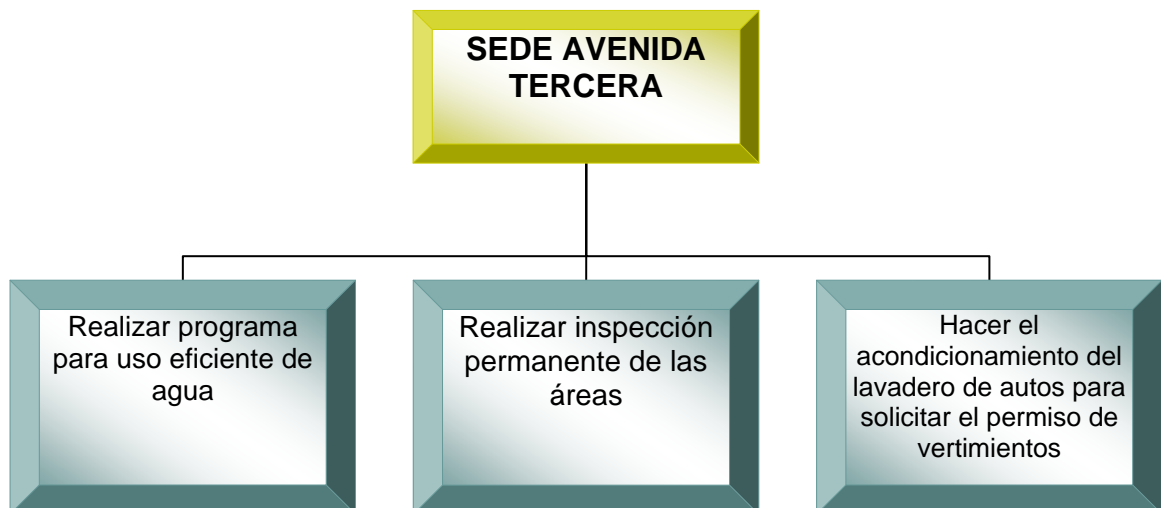 SEDE AVENIDA
TERCERA
Realizar programa
para uso eficiente de
agua
Realizar inspección
permanente de las
áreas
Hacer el
acondicionamiento del
lavadero de autos para
solicitar el permiso de
vertimientos